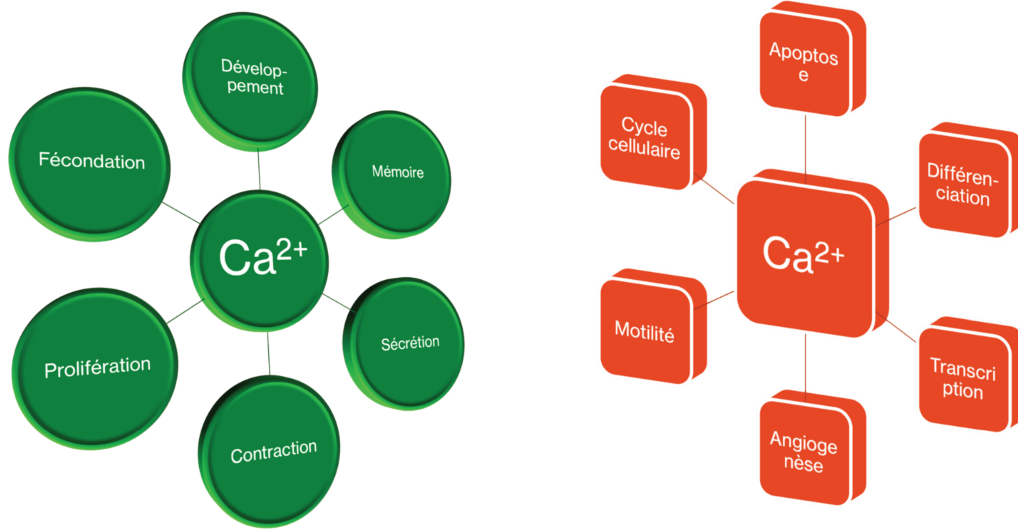 Dévelop-
pement
Fécondation
Mémoire
Ca²⁺
Sécrétion
Prolifération
Contraction
Apoptos
e
Cycle
cellulaire
Différen-
ciation
Ca²⁺
Motilité
Transcri
ption
Angioge
nèse